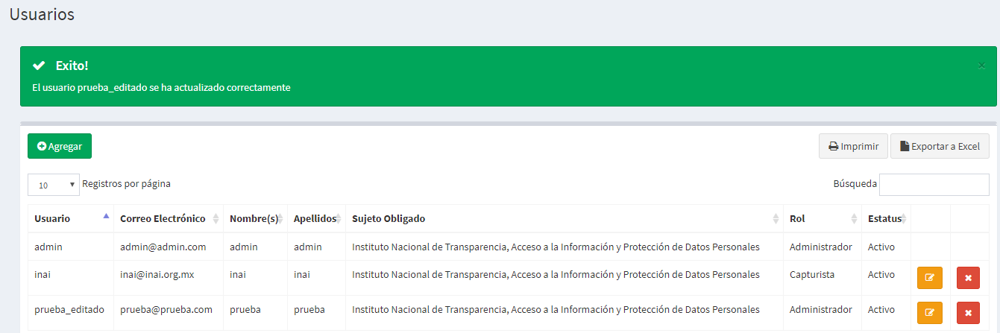 Usuarios
Exito!
El usuario prueba_editado se ha actualizado correctamente
Agregar Imprimir Exportar a Excel
10 Registros por página Búsqueda
Usuario Correo Electrónico Nombre(s) Apellidos Sujeto Obligado Rol Estatus
admin admin@admin.com admin admin Instituto Nacional de Transparencia, Acceso a la Información y Protección de Datos Personales Administrador Activo
inai inai@inai.org.mx inai inai Instituto Nacional de Transparencia, Acceso a la Información y Protección de Datos Personales Capturista Activo
prueba_editado prueba@prueba.com prueba prueba Instituto Nacional de Transparencia, Acceso a la Información y Protección de Datos Personales Administrador Activo